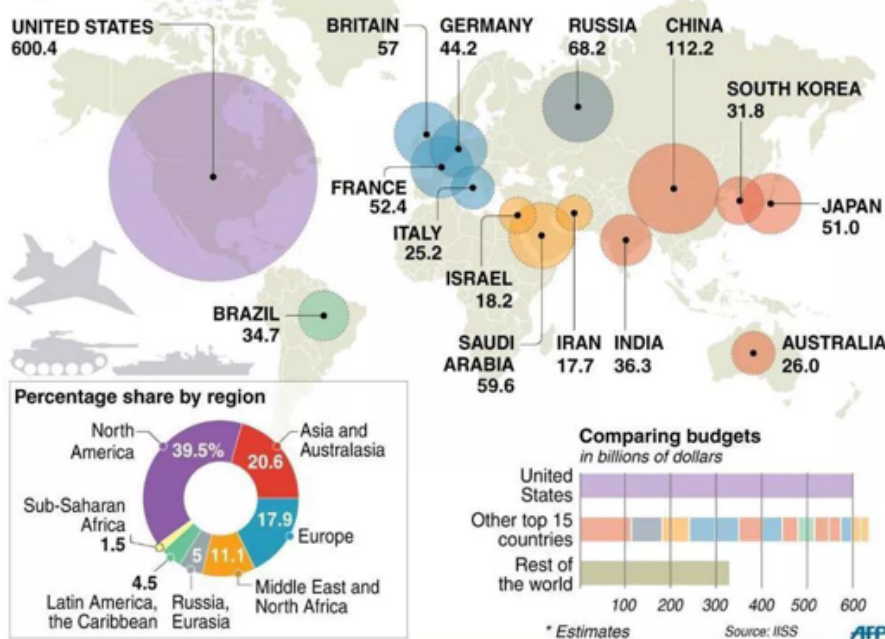 UNITED STATES
600.4
BRITAIN
57
GERMANY
44.2
RUSSIA
68.2
CHINA
112.2
SOUTH KOREA
31.8
FRANCE
52.4
ITALY
25.2
JAPAN
51.0
ISRAEL
18.2
BRAZIL
34.7
SAUDI
ARABIA
59.6
IRAN
17.7
INDIA
36.3
AUSTRALIA
26.0
Percentage share by region
North
America
39.5%
Asia and
Australasia
20.6
Sub-Saharan
Africa
1.5
17.9
Europe
4.5
Latin America,
the Caribbean
5
Russia,
Eurasia
11.1
Middle East and
North Africa
Comparing budgets
in billions of dollars
United
States
Other top 15
countries
Rest of
the world
100 200 300 400 500 600
* Estimates
Source: IISS
AFP